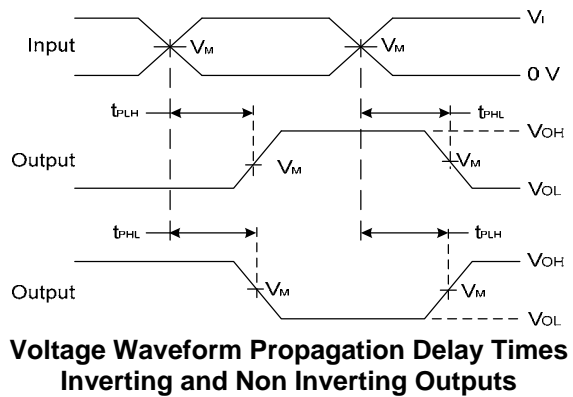 VI
Input VM VM
0 V
tPLH tPHL
VOH
Output VM VM
VOL
tPHL tPLH
VOH
Output VM VM
VOL
Voltage Waveform Propagation Delay Times
Inverting and Non Inverting Outputs